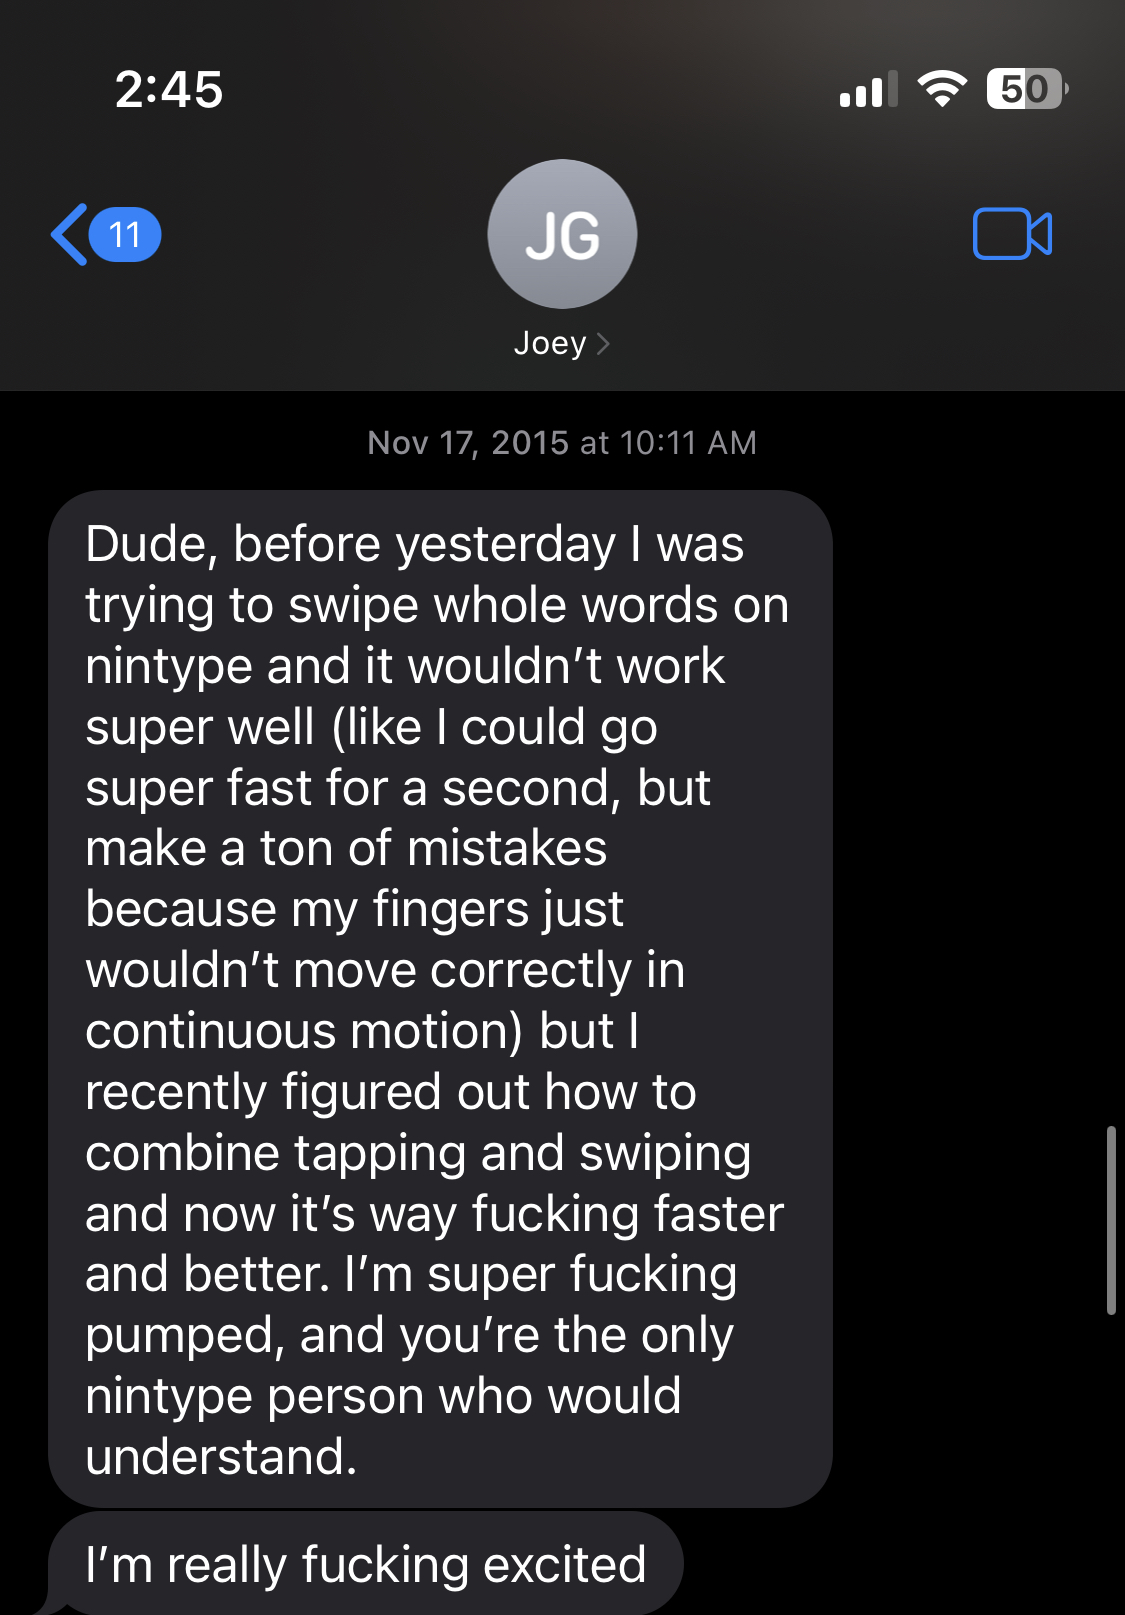 2:45
50
11
JG
Joey
Nov 17, 2015 at 10:11 AM
Dude, before yesterday I was
trying to swipe whole words on
nintype and it wouldn’t work
super well (like I could go
super fast for a second, but
make a ton of mistakes
because my fingers just
wouldn’t move correctly in
continuous motion) but I
recently figured out how to
combine tapping and swiping
and now it’s way fucking faster
and better. I’m super fucking
pumped, and you’re the only
nintype person who would
understand.
I’m really fucking excited